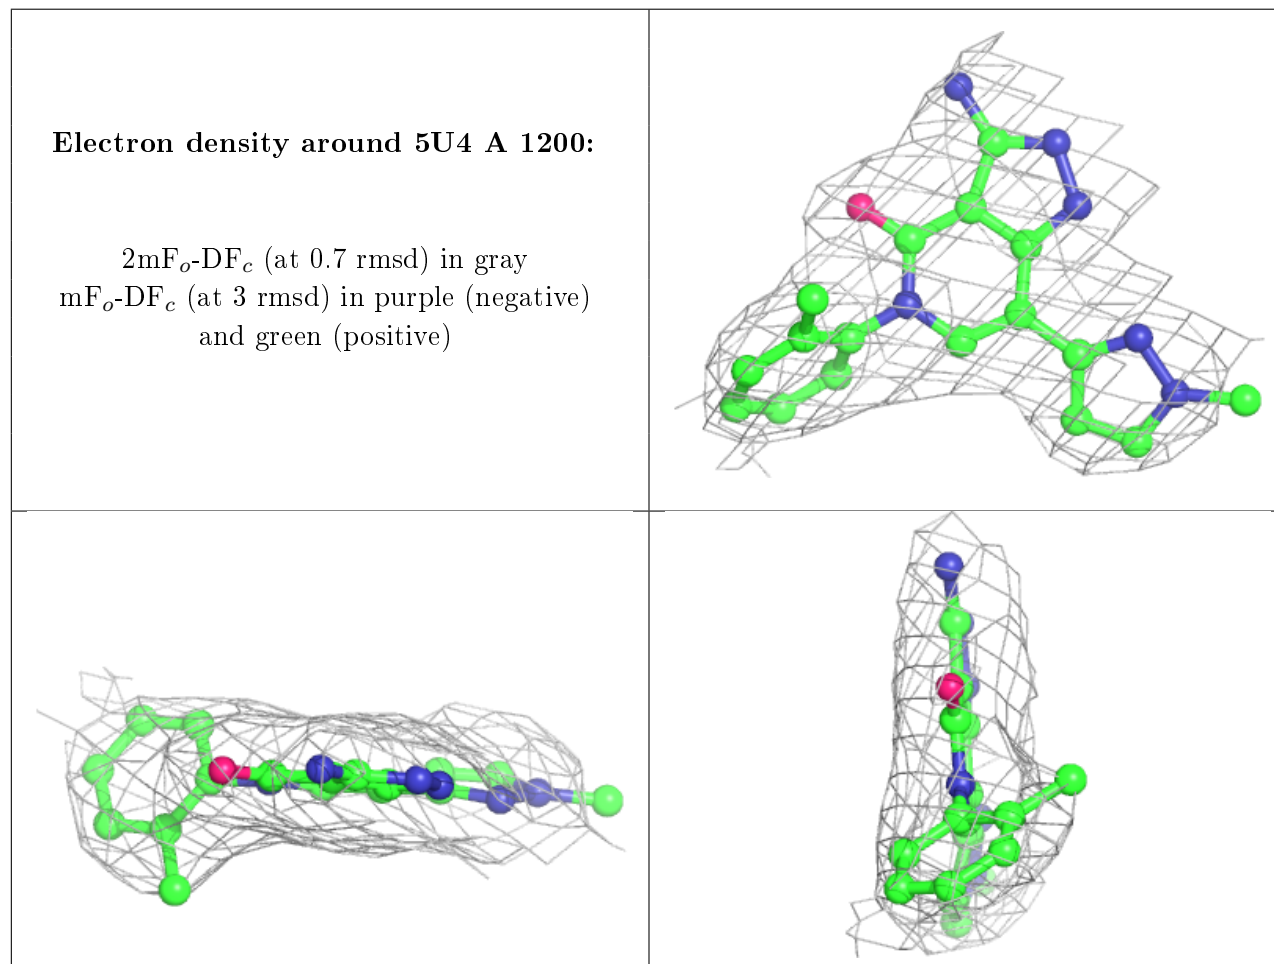 Electron density around 5U4 A 1200:
2mFo-DFc (at 0.7 rmsd) in gray
mFo-DFc (at 3 rmsd) in purple (negative)
and green (positive)